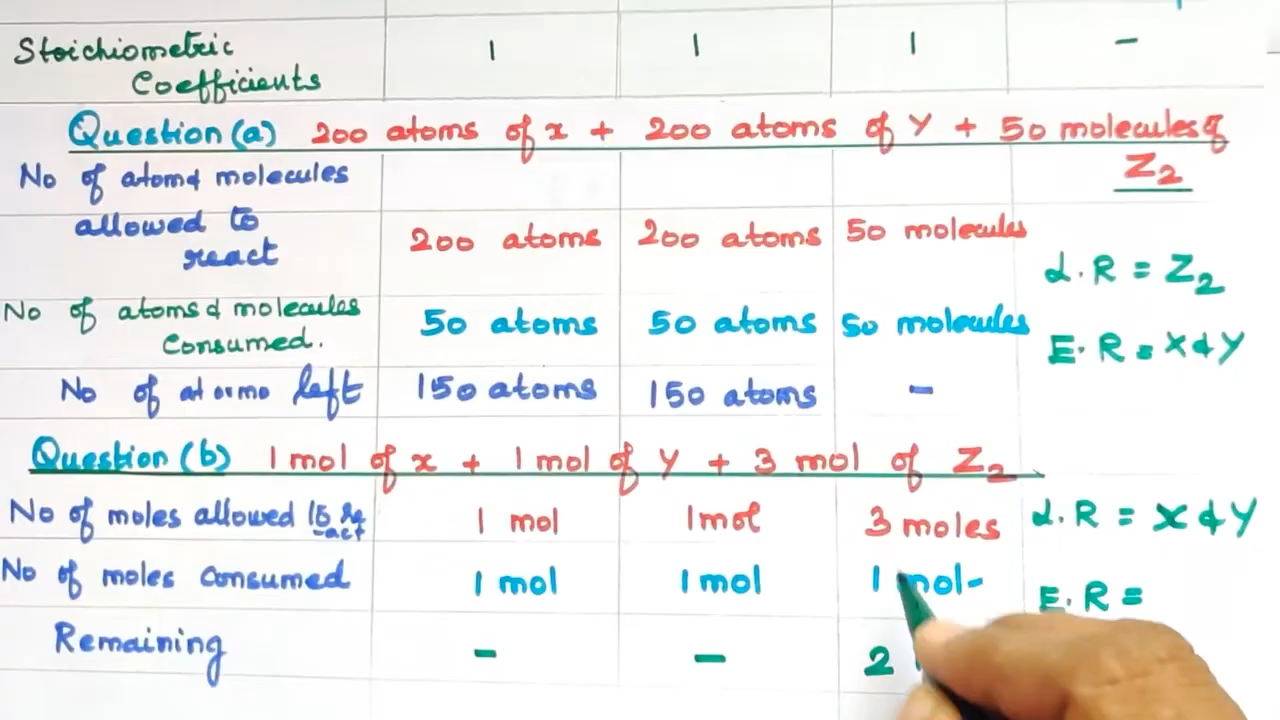 Stoichiometric 1 1 1 -
Coefficients
Question (a) 200 atoms of x + 200 atoms of Y + 50 molecules of
Z2
No of atom & molecules
allowed to
react 200 atoms 200 atoms 50 molecules
L.R = Z2
No of atoms & molecules
Consumed. 50 atoms 50 atoms 50 molecules
E.R = X & Y
No of atoms left 150 atoms 150 atoms -
Question (b) 1 mol of x + 1 mol of Y + 3 mol of Z2
No of moles allowed to re
-act 1 mol 1 mol 3 moles L.R = X & Y
No of moles consumed 1 mol 1 mol 1 mol- E.R =
Remaining - - 2